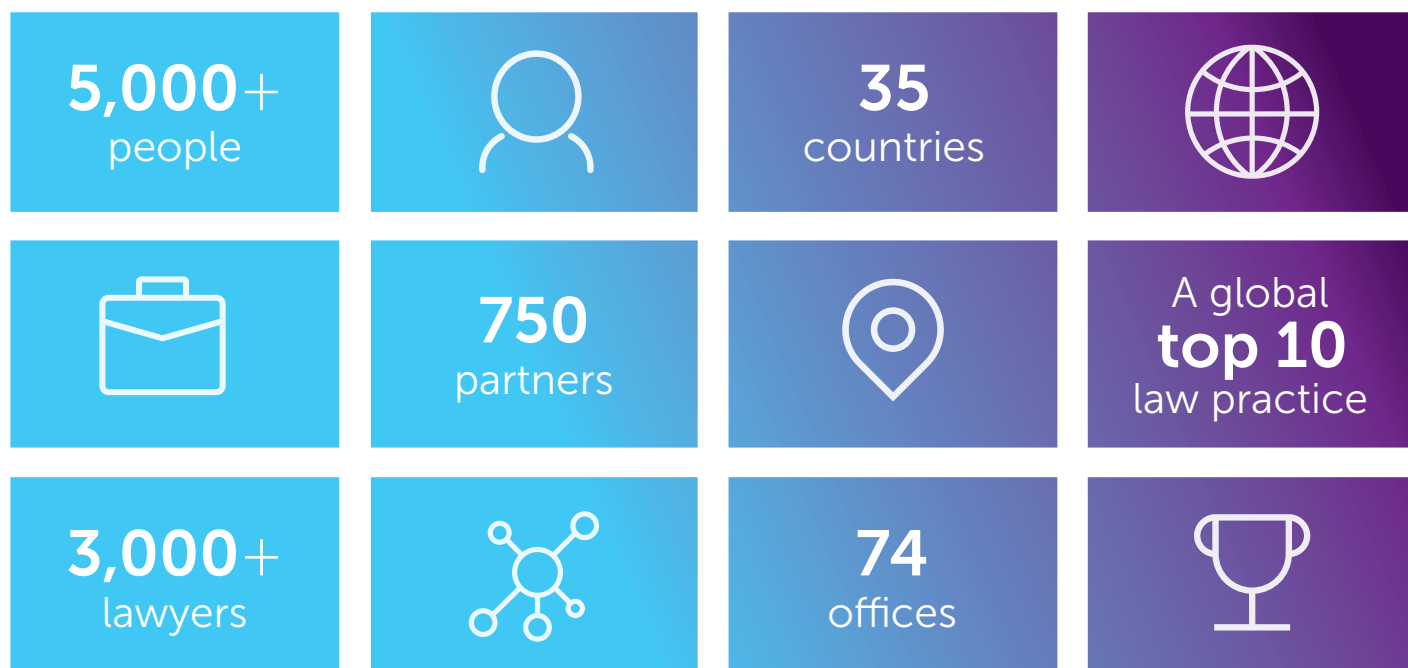 5,000+
people
35
countries
750
partners
A global
top 10
law practice
3,000+
lawyers
74
offices